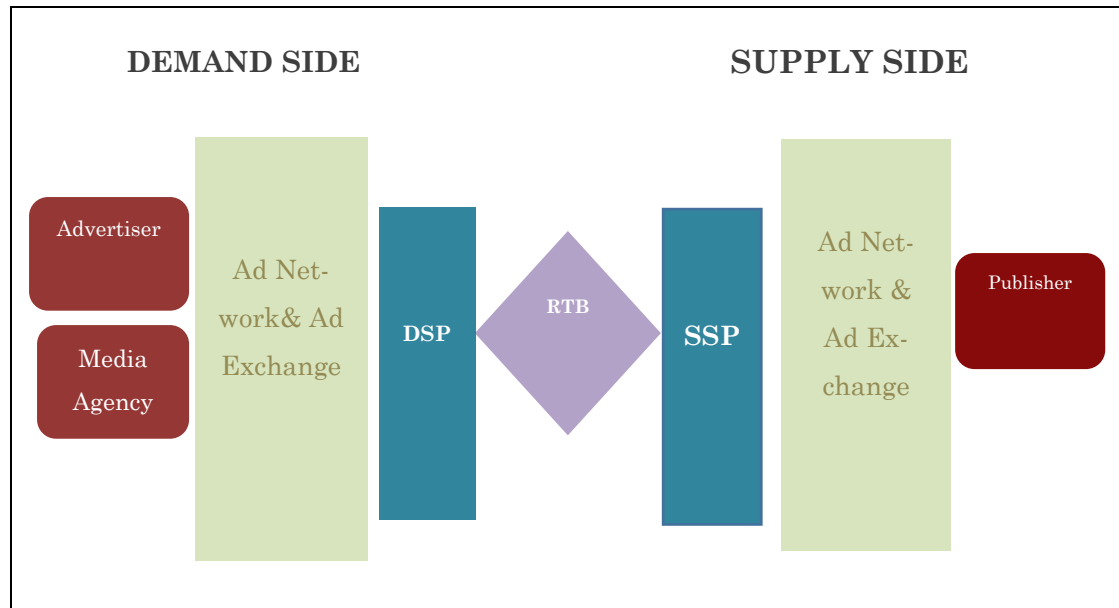 DEMAND SIDE
SUPPLY SIDE
Advertiser
Media
Agency
Ad Net-
work& Ad
Exchange
DSP
RTB
SSP
Ad Net-
work &
Ad Ex-
change
Publisher